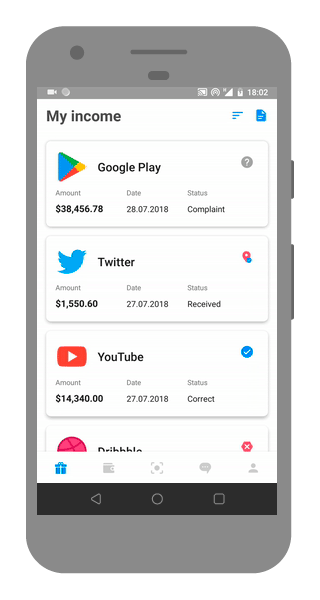 18:02
My income
Google Play
Amount Date Status
$38,456.78 28.07.2018 Complaint
Twitter
Amount Date Status
$1,550.60 27.07.2018 Received
YouTube
Amount Date Status
$14,340.00 27.07.2018 Correct
Dribbble